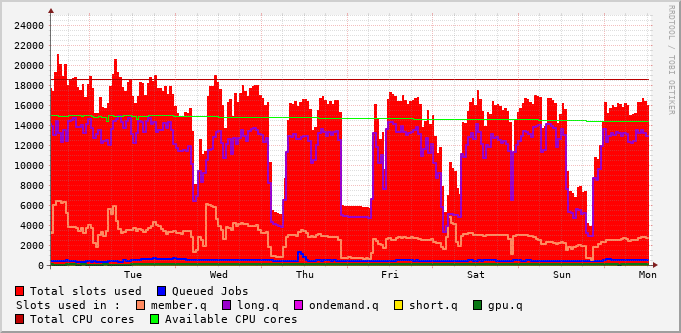 24000
22000
20000
18000
16000
14000
12000
10000
8000
6000
4000
2000
0
Tue Wed Thu Fri Sat Sun Mon
RRDTOOL / TOBI OETIKER
Total slots used Queued Jobs
Slots used in : member.q long.q ondemand.q short.q gpu.q
Total CPU cores Available CPU cores